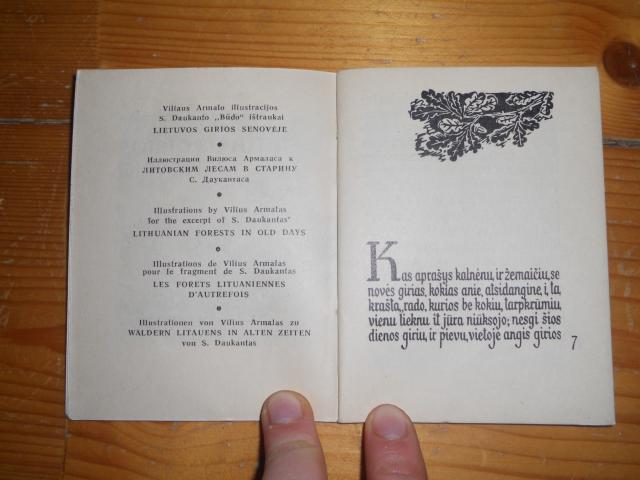 Viliaus Armalo iliustracijos
S. Daukanto „Būdo" ištraukai
LIETUVOS GIRIOS SENOVĖJE
Иллюстрации Вилюса Армаласа к
ЛИТОВСКИМ ЛЕСАМ В СТАРИНУ
С. Даукантаса
Illustrations by Vilius Armalas
for the excerpt of S. Daukantas'
LITHUANIAN FORESTS IN OLD DAYS
Illustrations de Vilius Armalas
pour le fragment de S. Daukantas
LES FORETS LITUANIENNES
D'AUTREFOIS
Illustrationen von Vilius Armalas zu
WÄLDERN LITAUENS IN ALTEN ZEITEN
von S. Daukantas
Kas aprašys kalnėnų, ir žemaičių, se
novės girias, kokias anie, atsidanginę, į, tą,
kraštą, rado, kurios be kokių, tarpkrūmių
vienu lieknu it jūra niūksojo; nesgi šios
dienos girių, ir pievų, vietoje angis girios
7